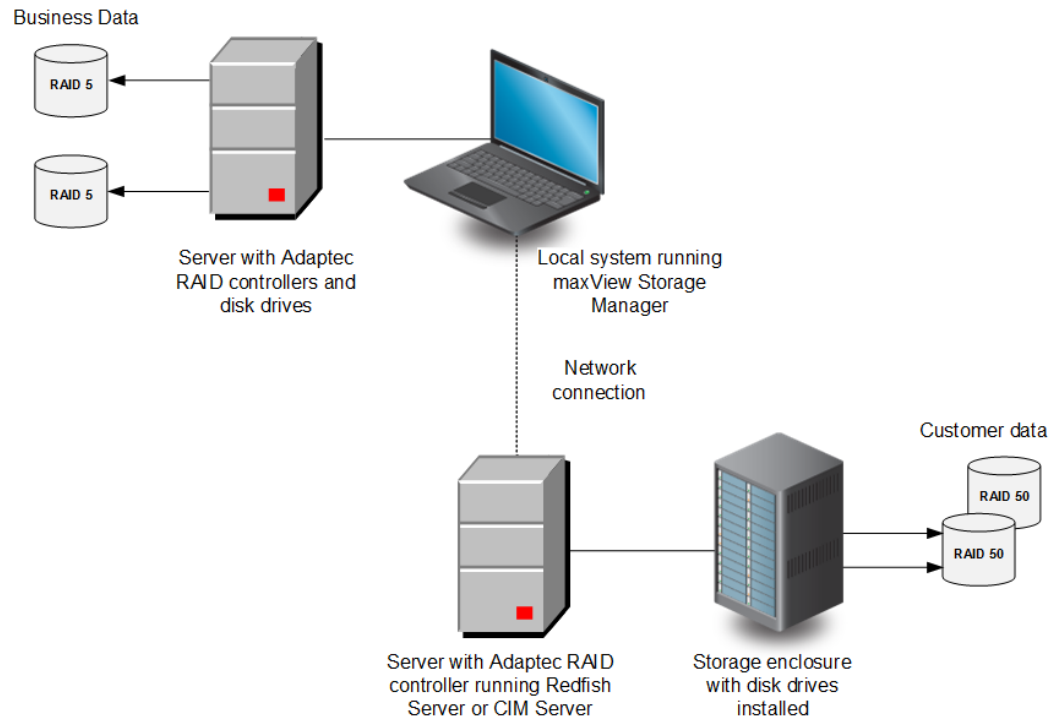 Business Data
RAID 5
RAID 5
Server with Adaptec
RAID controllers and
disk drives
Local system running
maxView Storage
Manager
Network
connection
Customer data
RAID 50
RAID 50
Server with Adaptec RAID
controller running Redfish
Server or CIM Server
Storage enclosure
with disk drives
installed